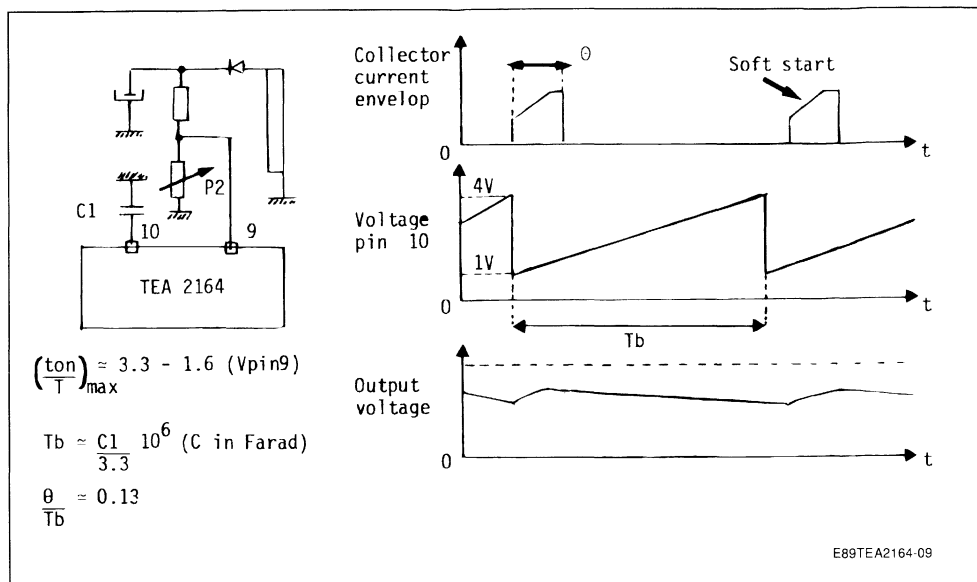 Collector
current
envelop
θ
Soft start
0
t
P2
C1
10
9
TEA 2164
Voltage
pin 10
4V
1V
0
t
Tb
(ton/T)max ≃ 3.3 - 1.6 (Vpin9)
Tb ≃ C1/3.3 10^6 (C in Farad)
θ/Tb ≃ 0.13
Output
voltage
0
t
E89TEA2164-09